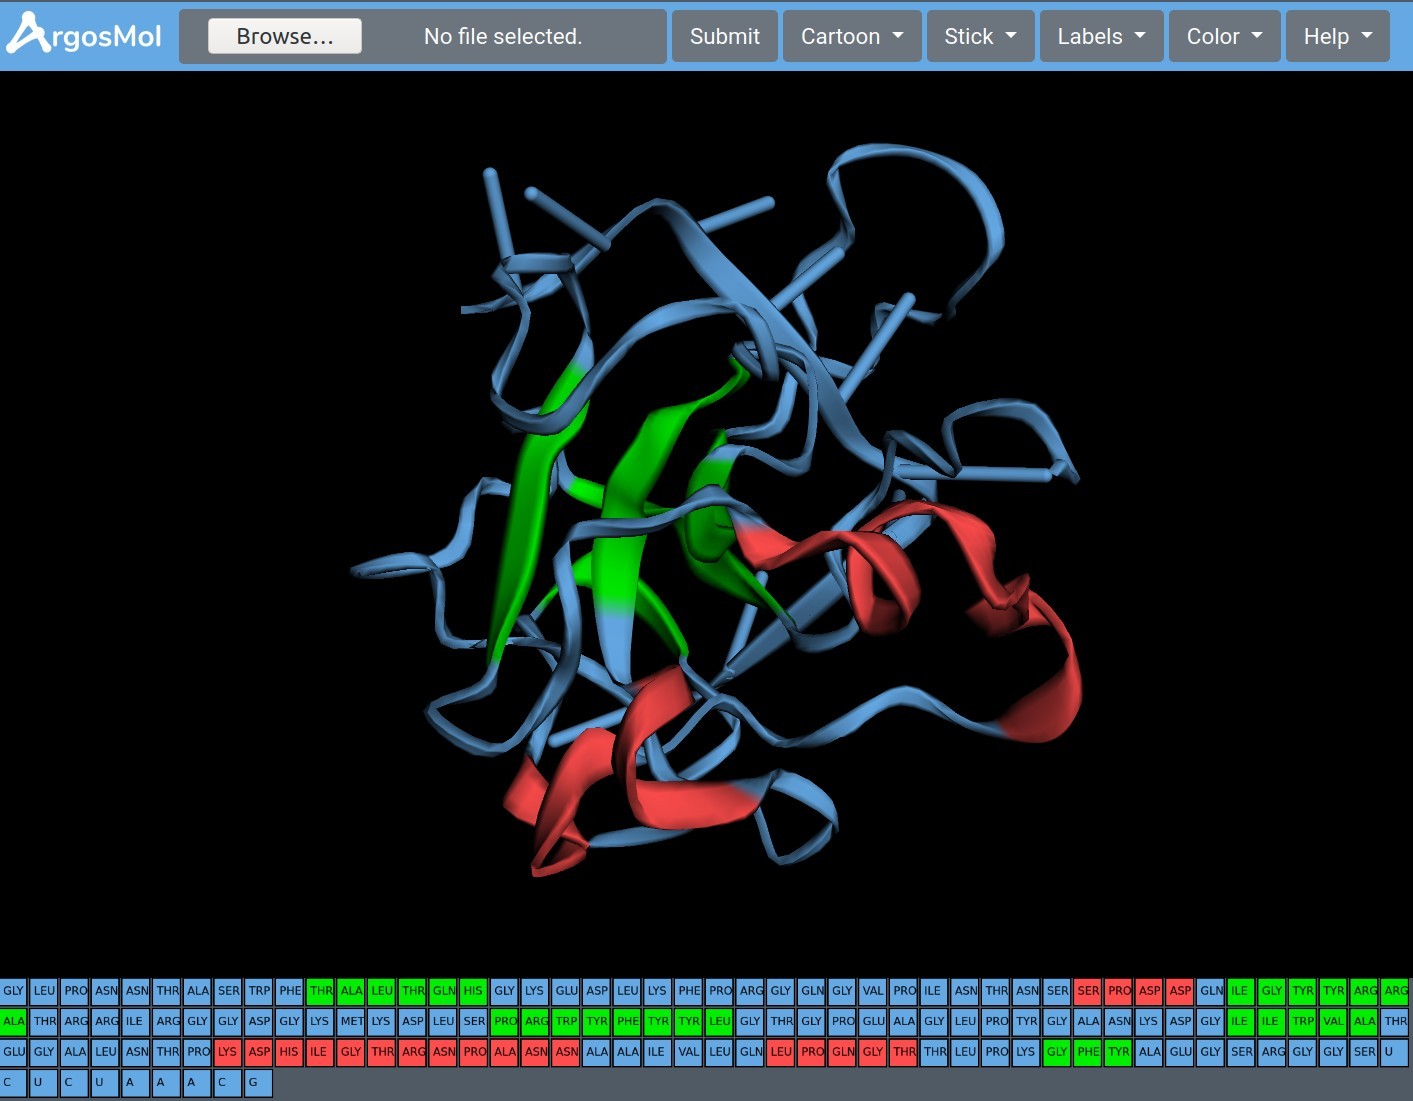 ArgosMol Browse... No file selected. Submit Cartoon Stick Labels Color Help
GLY LEU PRO ASN ASN THR ALA SER TRP PHE THR ALA LEU THR GLN HIS GLY LYS GLU ASP LEU LYS PHE PRO ARG GLY GLN GLY VAL PRO ILE ASN THR ASN SER SER PRO ASP ASP GLN ILE GLY TYR TYR ARG ARG
ALA THR ARG ARG ILE ARG GLY GLY ASP GLY LYS MET LYS ASP LEU SER PRO ARG TRP TYR PHE TYR TYR LEU GLY THR GLY PRO GLU ALA GLY LEU PRO TYR GLY ALA ASN LYS ASP GLY ILE ILE TRP VAL ALA THR
GLU GLY ALA LEU ASN THR PRO LYS ASP HIS ILE GLY THR ARG ASN PRO ALA ASN ASN ALA ALA ILE VAL LEU GLN LEU PRO GLN GLY THR THR LEU PRO LYS GLY PHE TYR ALA GLU GLY SER ARG GLY GLY SER U
C U C U A A A C G